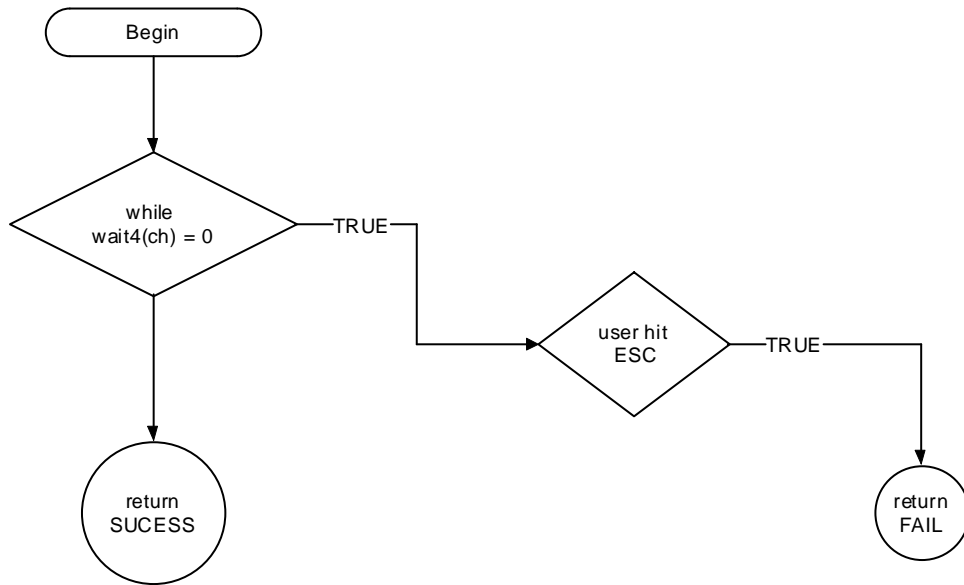 Begin
while
wait4(ch) = 0
TRUE
user hit
ESC
TRUE
return
SUCESS
return
FAIL